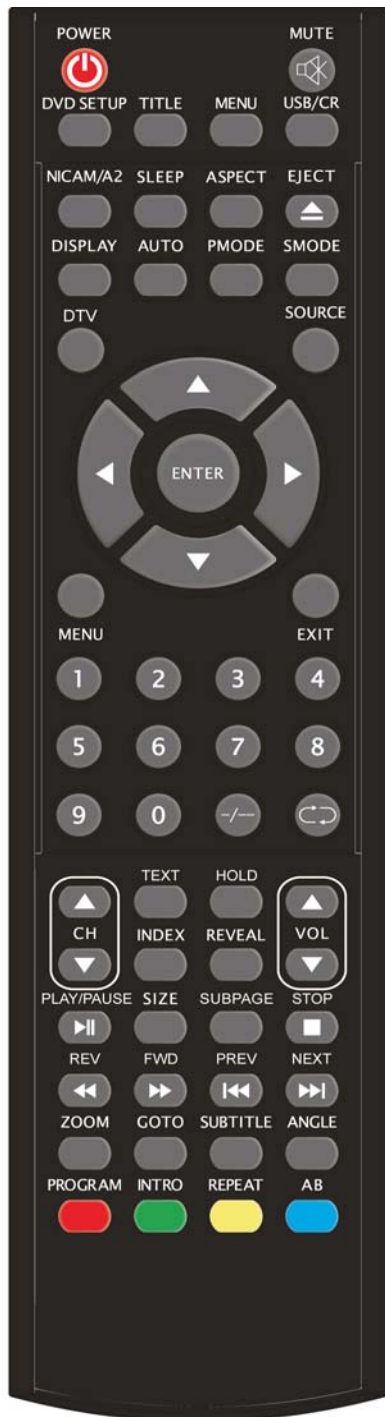 POWER MUTE
DVD SETUP TITLE MENU USB/CR
NICAM/A2 SLEEP ASPECT EJECT
DISPLAY AUTO PMODE SMODE
DTV SOURCE
ENTER
MENU EXIT
1 2 3 4
5 6 7 8
9 0 -/--
TEXT HOLD
CH INDEX REVEAL VOL
PLAY/PAUSE SIZE SUBPAGE STOP
REV FWD PREV NEXT
ZOOM GOTO SUBTITLE ANGLE
PROGRAM INTRO REPEAT AB